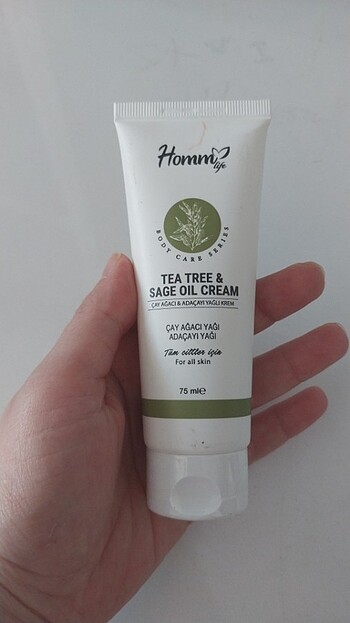 Homm
life
BODY CARE SERIES
TEA TREE &
SAGE OIL CREAM
ÇAY AĞACI & ADAÇAYI YAĞLI KREM
ÇAY AĞACI YAĞI
ADAÇAYI YAĞI
Tüm ciltler için
For all skin
75 ml℮